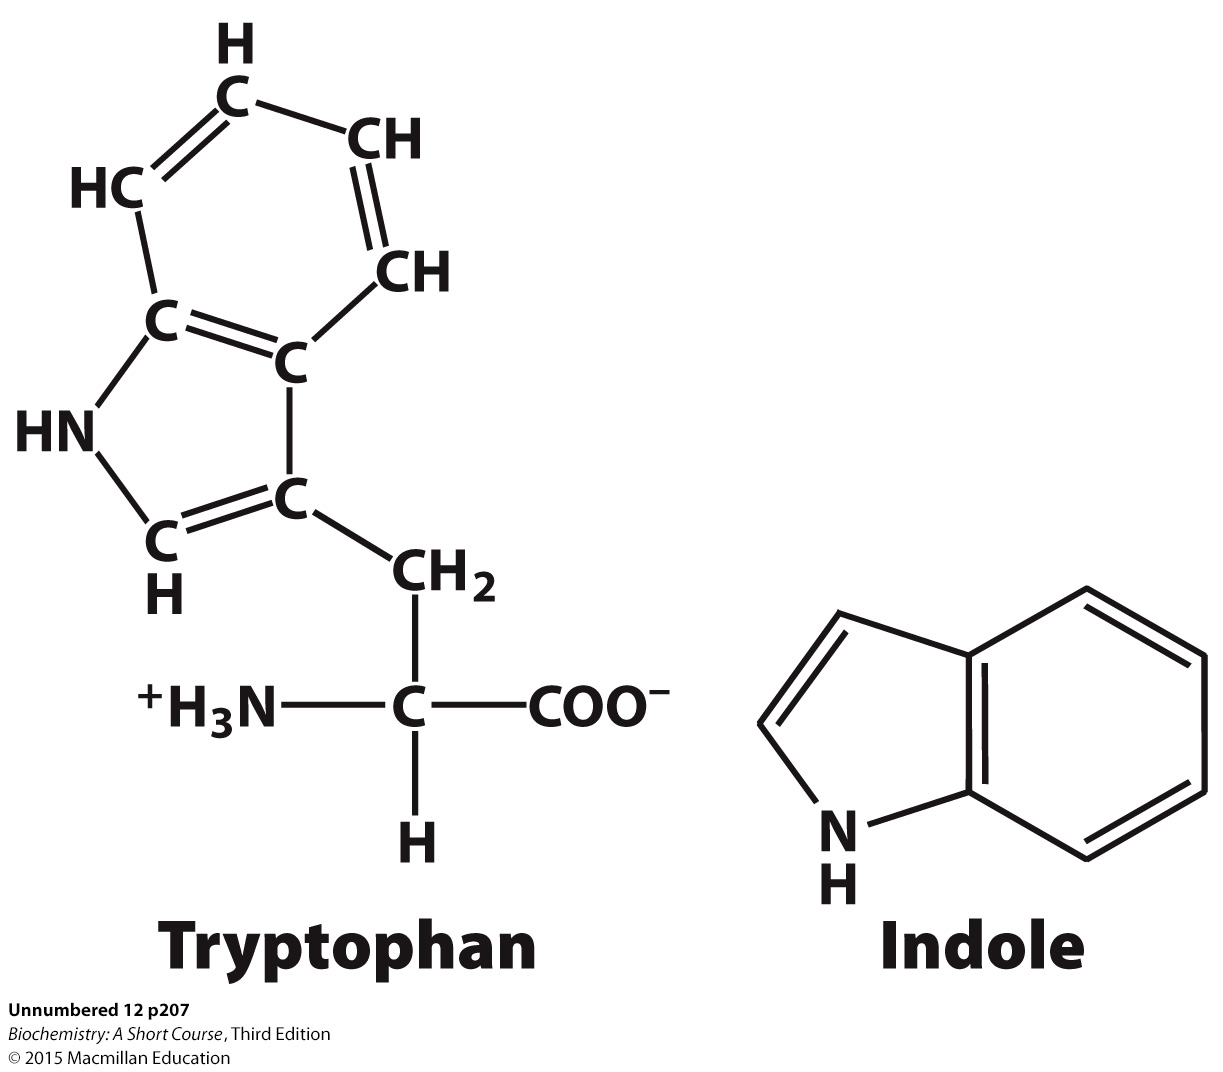 H
C
CH
HC
CH
C
C
HN
C
C
H
CH₂
⁺H₃N C COO⁻
H
N
H
Tryptophan
Indole
Unnumbered 12 p207
Biochemistry: A Short Course, Third Edition
© 2015 Macmillan Education